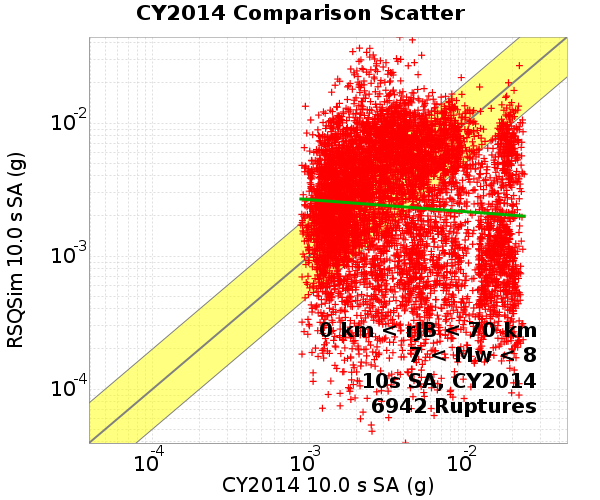 CY2014 Comparison Scatter
RSQSim 10.0 s SA (g)
10-2
10-3
10-4
0 km < rJB < 70 km
7 < Mw < 8
10s SA, CY2014
6942 Ruptures
10-4 10-3 10-2
CY2014 10.0 s SA (g)